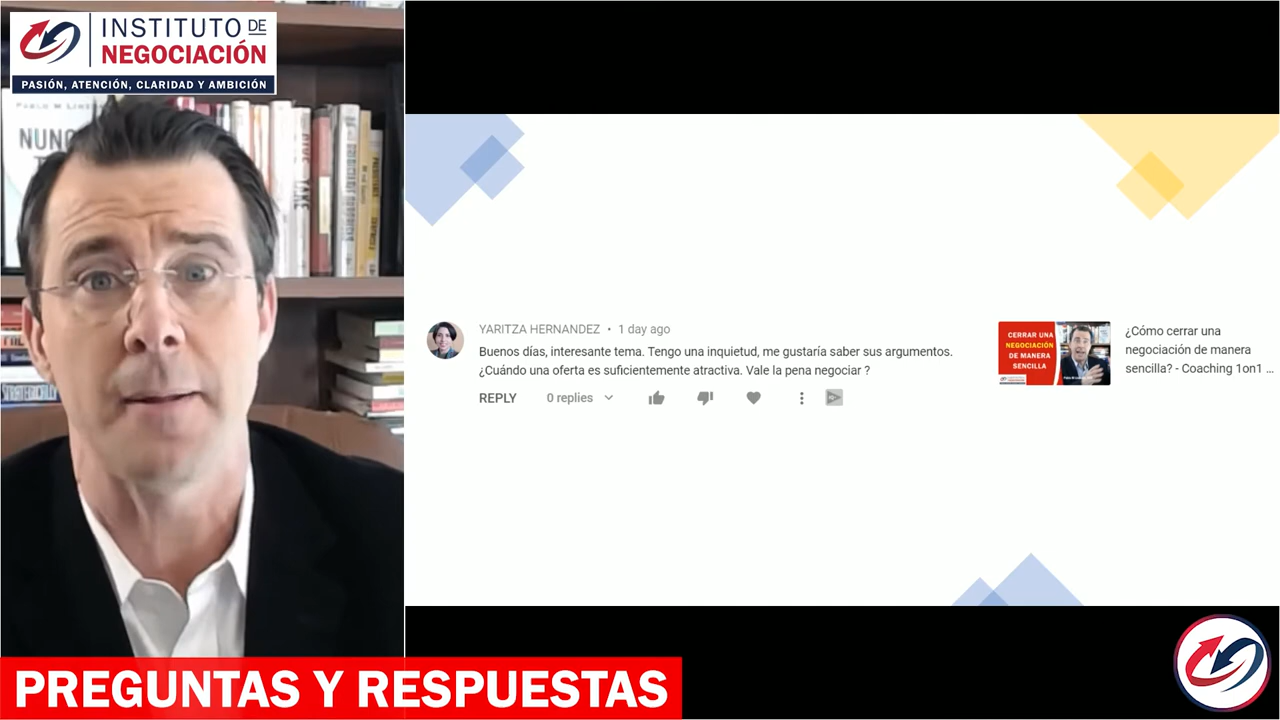 INSTITUTO DE
NEGOCIACIÓN
PASIÓN, ATENCIÓN, CLARIDAD Y AMBICIÓN
NUNC
YARITZA HERNANDEZ • 1 day ago
Buenos días, interesante tema. Tengo una inquietud, me gustaría saber sus argumentos.
¿Cuándo una oferta es suficientemente atractiva. Vale la pena negociar ?
REPLY 0 replies
CERRAR UNA
NEGOCIACIÓN
DE MANERA
SENCILLA
¿Cómo cerrar una
negociación de manera
sencilla? - Coaching 1on1 ...
PREGUNTAS Y RESPUESTAS